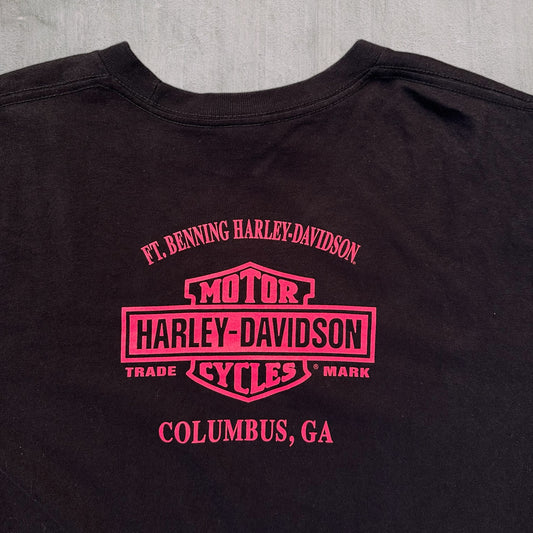 FT. BENNING HARLEY-DAVIDSON
MOTOR
HARLEY-DAVIDSON
CYCLES
TRADE ® MARK
COLUMBUS, GA